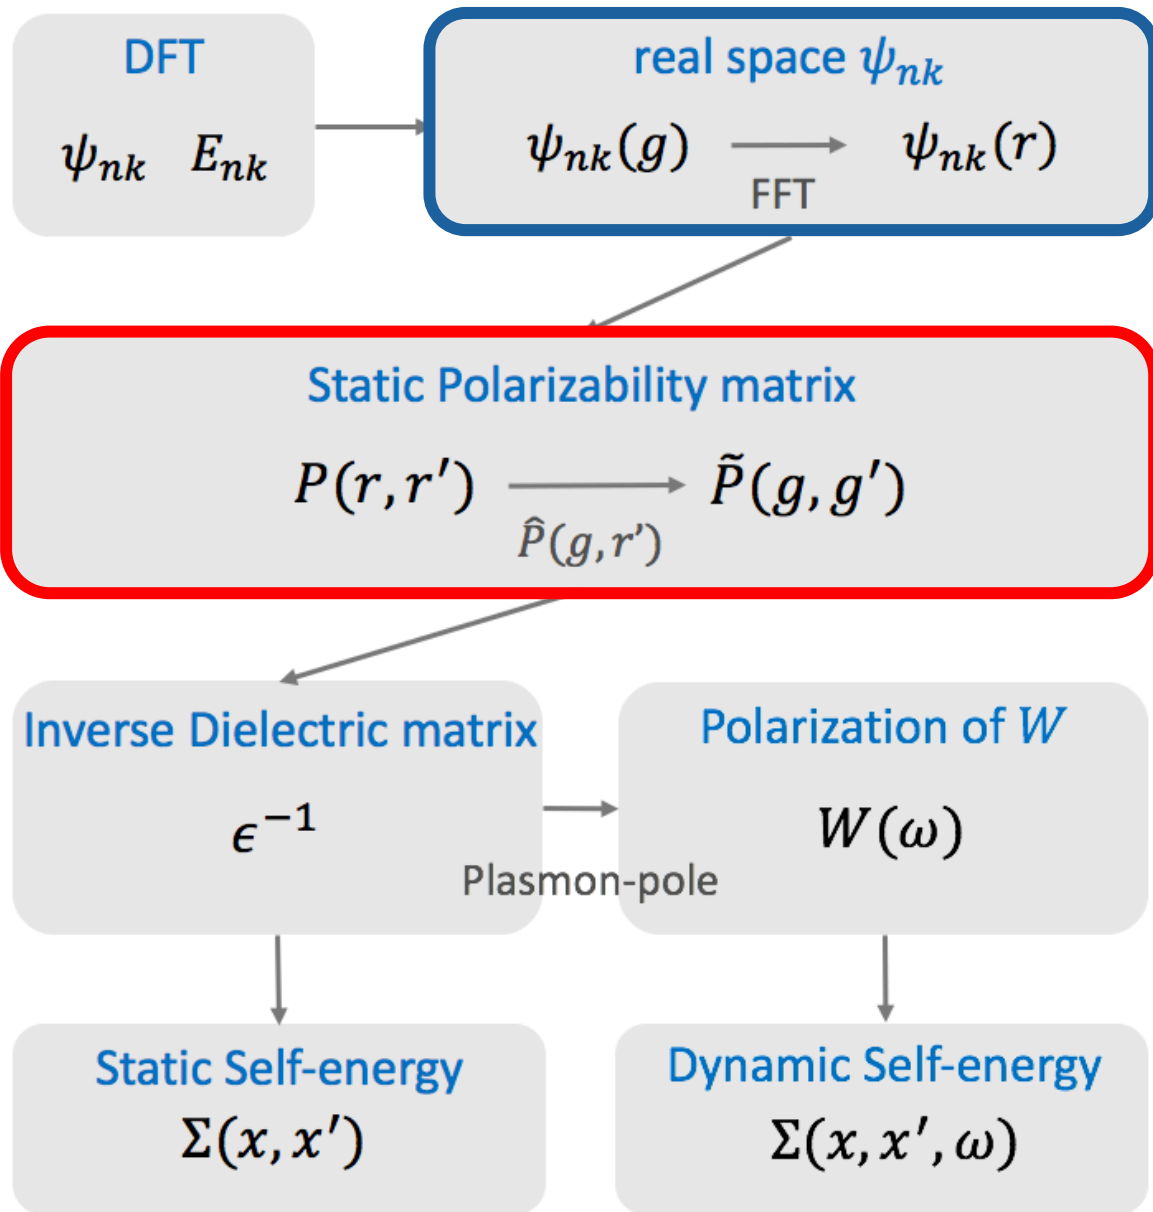 DFT
ψnk Enk
real space ψnk
ψnk(g) ψnk(r)
FFT
Static Polarizability matrix
P(r, r′) P̃(g, g′)
P̂(g, r')
Inverse Dielectric matrix
ϵ−1
Polarization of W
W(ω)
Plasmon-pole
Static Self-energy
Σ(x, x′)
Dynamic Self-energy
Σ(x, x′, ω)